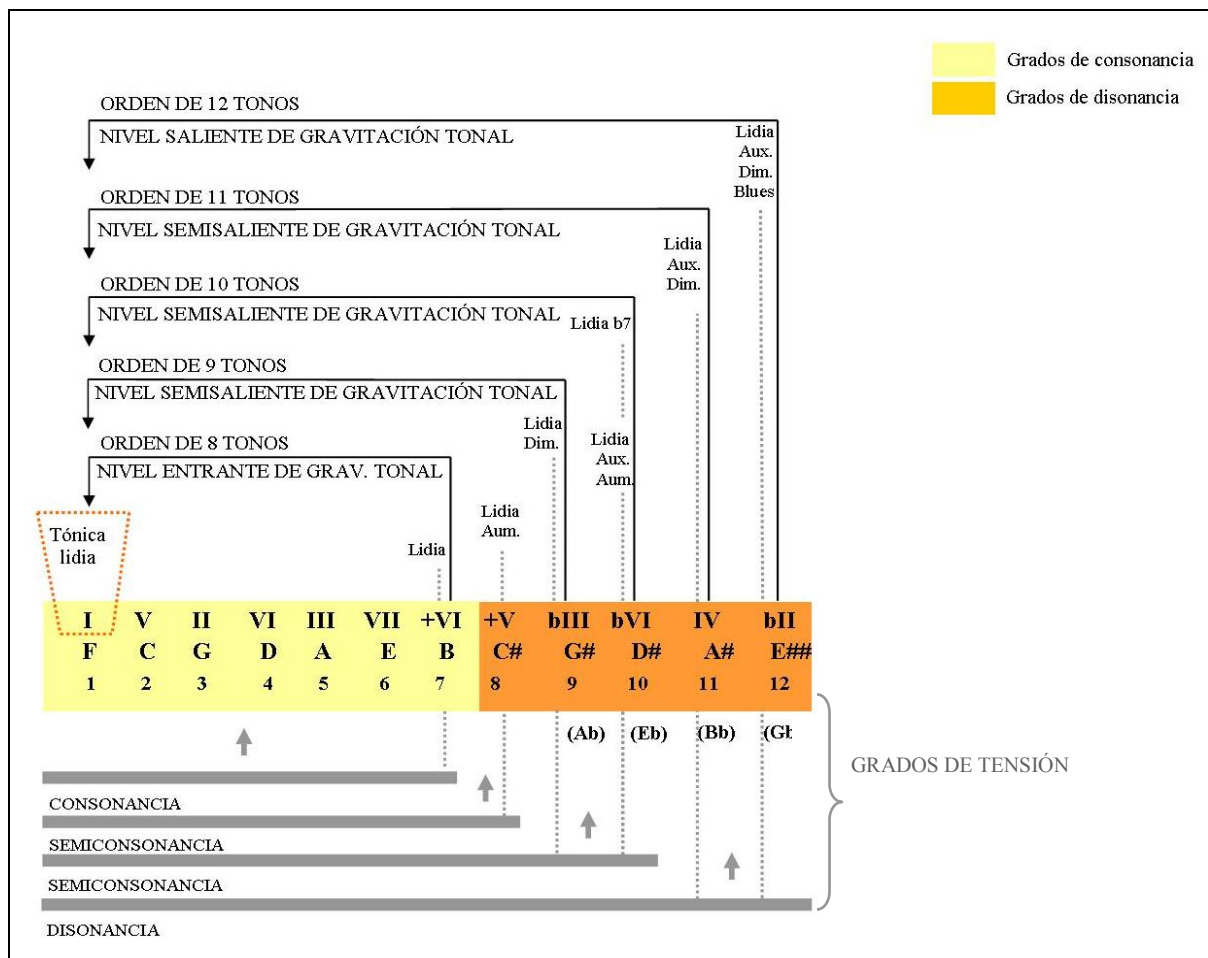 Grados de consonancia
Grados de disonancia
ORDEN DE 12 TONOS
NIVEL SALIENTE DE GRAVITACIÓN TONAL
Lidia
Aux.
Dim.
Blues
ORDEN DE 11 TONOS
NIVEL SEMISALIENTE DE GRAVITACIÓN TONAL
Lidia
Aux.
Dim.
ORDEN DE 10 TONOS
NIVEL SEMISALIENTE DE GRAVITACIÓN TONAL
Lidia b7
ORDEN DE 9 TONOS
NIVEL SEMISALIENTE DE GRAVITACIÓN TONAL
Lidia
Dim.
Lidia
Aux.
Aum.
ORDEN DE 8 TONOS
NIVEL ENTRANTE DE GRAV. TONAL
Tónica
lidia
Lidia
Lidia
Aum.
I V II VI III VII +VI +V bIII bVI IV bII
F C G D A E B C# G# D# A# E##
1 2 3 4 5 6 7 8 9 10 11 12
(Ab) (Eb) (Bb) (Gb
GRADOS DE TENSIÓN
CONSONANCIA
SEMICONSONANCIA
SEMICONSONANCIA
DISONANCIA